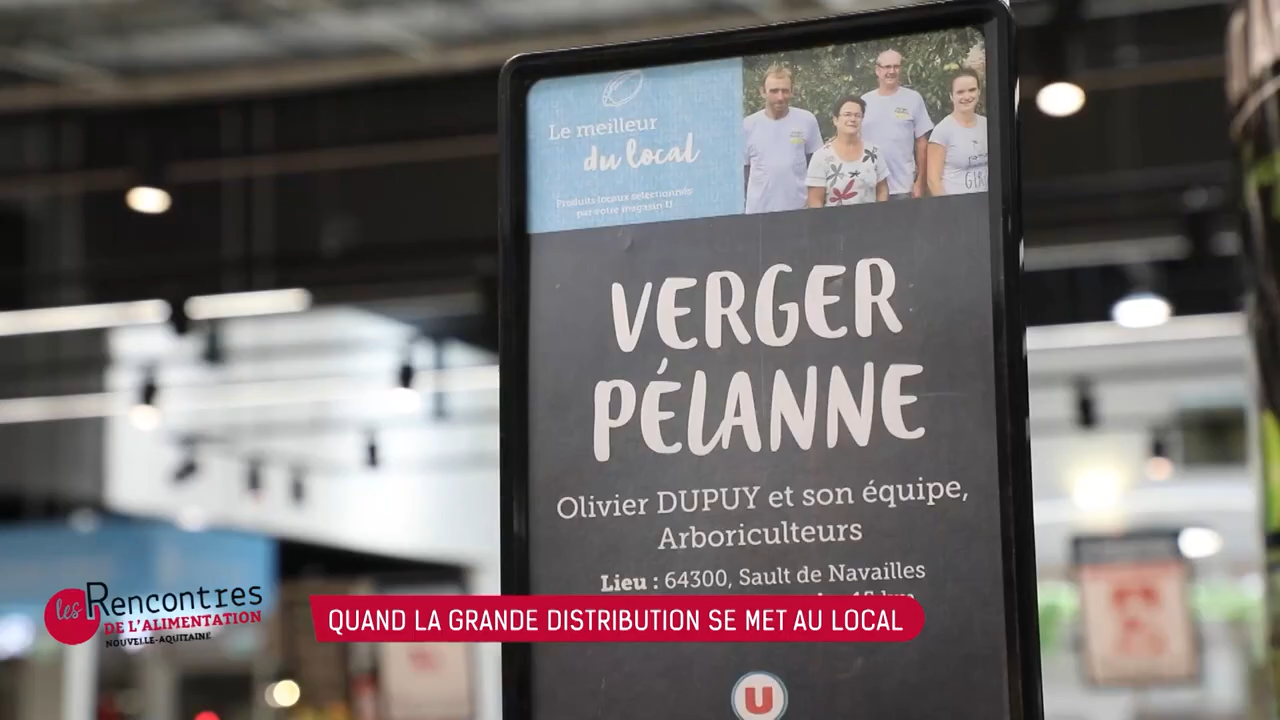 Le meilleur
du local
Produits locaux sélectionnés
par votre magasin U
VERGER
PÉLANNE
Olivier DUPUY et son équipe,
Arboriculteurs
Lieu : 64300, Sault de Navailles
U
les Rencontres
DE L'ALIMENTATION
NOUVELLE-AQUITAINE
QUAND LA GRANDE DISTRIBUTION SE MET AU LOCAL